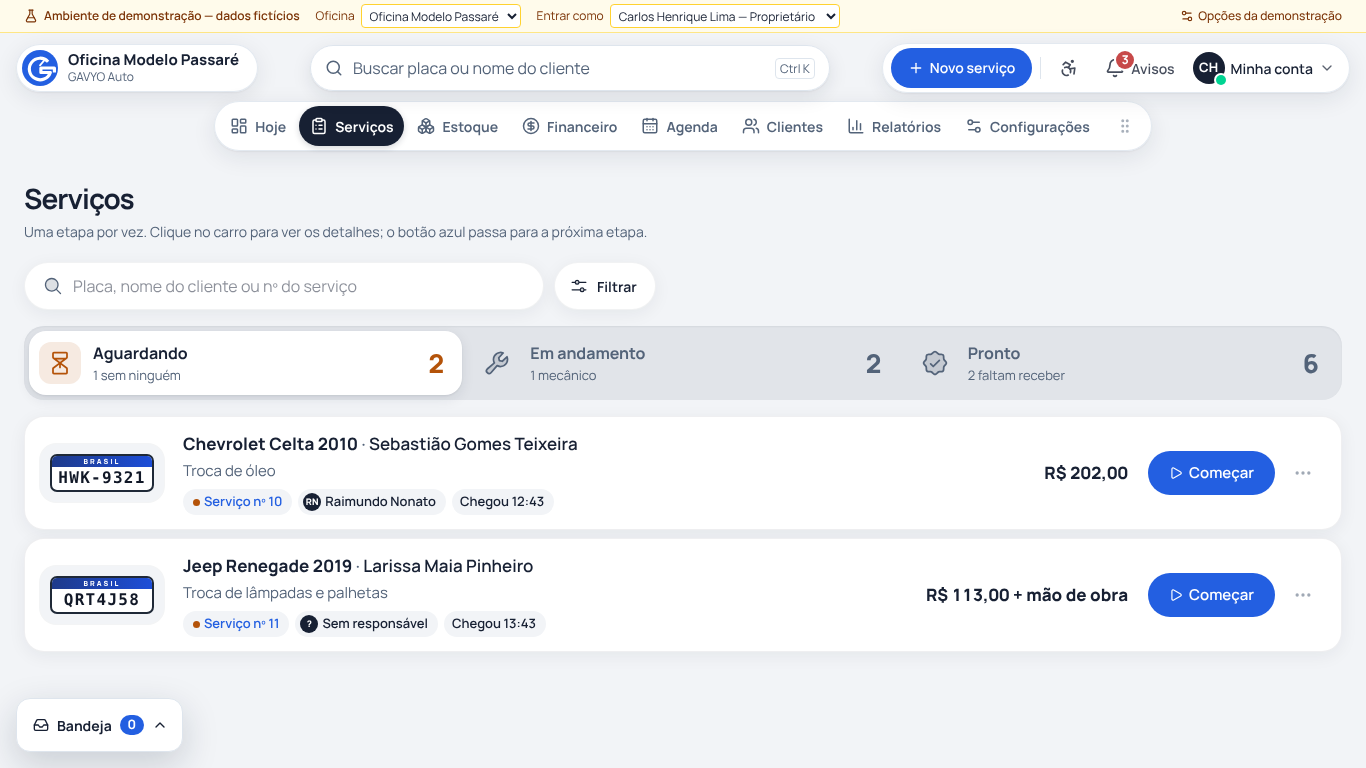 Ambiente de demonstração — dados fictícios Oficina Oficina Modelo Passaré Entrar como Carlos Henrique Lima — Proprietário Opções da demonstração
Oficina Modelo Passaré
GAVYO Auto
Buscar placa ou nome do cliente Ctrl K
Novo serviço
3
Avisos
CH
Minha conta
Hoje Serviços Estoque Financeiro Agenda Clientes Relatórios Configurações
Serviços
Uma etapa por vez. Clique no carro para ver os detalhes; o botão azul passa para a próxima etapa.
Placa, nome do cliente ou nº do serviço
Filtrar
Aguardando
1 sem ninguém
2
Em andamento
1 mecânico
2
Pronto
2 faltam receber
6
BRASIL
HWK-9321
Chevrolet Celta 2010 · Sebastião Gomes Teixeira
Troca de óleo
Serviço nº 10 RN Raimundo Nonato Chegou 12:43
R$ 202,00
Começar
BRASIL
QRT4J58
Jeep Renegade 2019 · Larissa Maia Pinheiro
Troca de lâmpadas e palhetas
Serviço nº 11 ? Sem responsável Chegou 13:43
R$ 113,00 + mão de obra
Começar
Bandeja 0